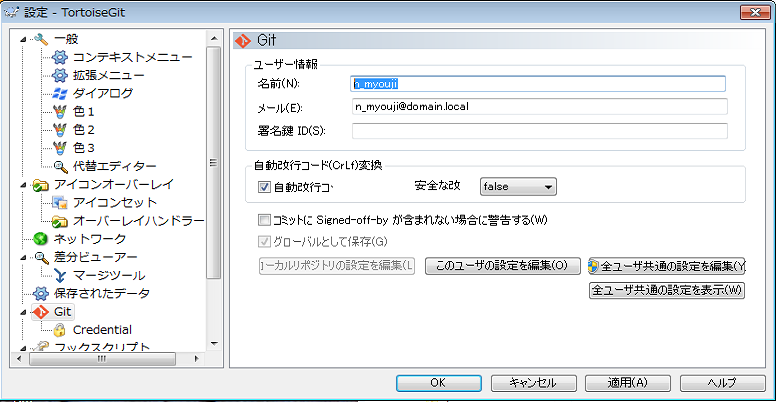 設定 - TortoiseGit
一般
コンテキストメニュー
拡張メニュー
ダイアログ
色1
色2
色3
代替エディター
アイコンオーバーレイ
アイコンセット
オーバーレイハンドラー
ネットワーク
差分ビューアー
マージツール
保存されたデータ
Git
Credential
フックスクリプト
Git
ユーザー情報
名前(N):
n_myouji
メール(E):
n_myouji@domain.local
署名鍵 ID(S):
自動改行コード(CrLf)変換
自動改行コ 安全な改 false
コミットに Signed-off-by が含まれない場合に警告する(W)
グローバルとして保存(G)
ーカルリポジトリの設定を編集(L このユーザの設定を編集(O) 全ユーザ共通の設定を編集(Y
全ユーザ共通の設定を表示(W)
OK キャンセル 適用(A) ヘルプ